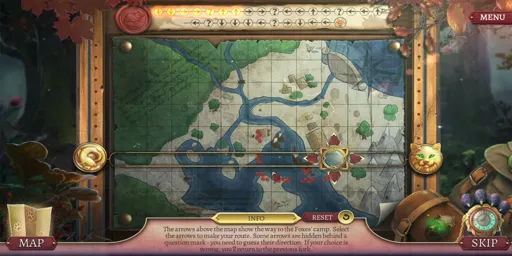 MENU
INFO
RESET
The arrows above the map show the way to the Foxes' camp. Select
the arrows to make your route. Some arrows are hidden behind a
question mark - you need to guess their direction. If your choice is
wrong, you'll return to the previous fork.
MAP
SKIP